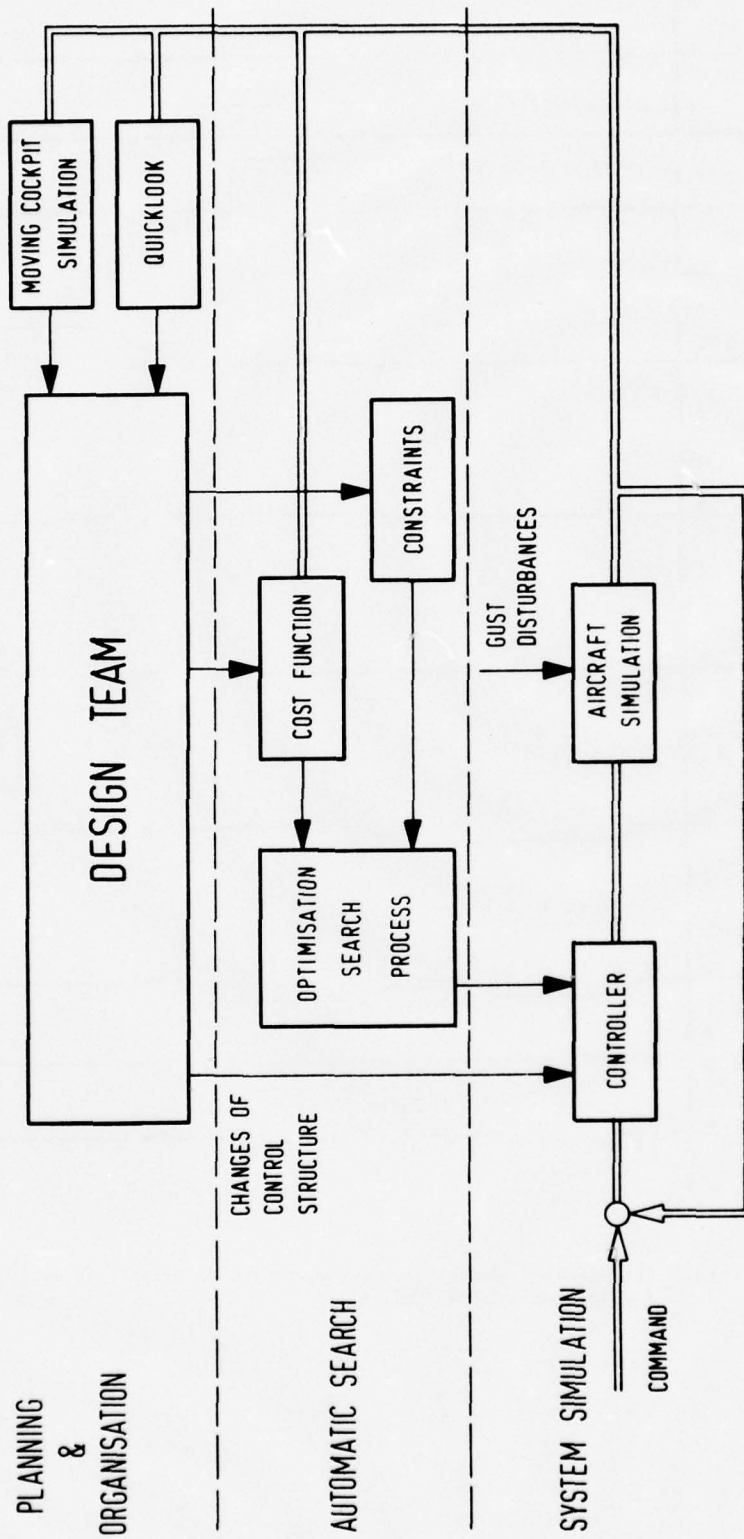 PLANNING
&
ORGANISATION
DESIGN TEAM
MOVING COCKPIT
SIMULATION
QUICKLOOK
AUTOMATIC SEARCH
CHANGES OF
CONTROL
STRUCTURE
OPTIMISATION
SEARCH
PROCESS
COST FUNCTION
CONSTRAINTS
SYSTEM SIMULATION
COMMAND
CONTROLLER
GUST
DISTURBANCES
AIRCRAFT
SIMULATION